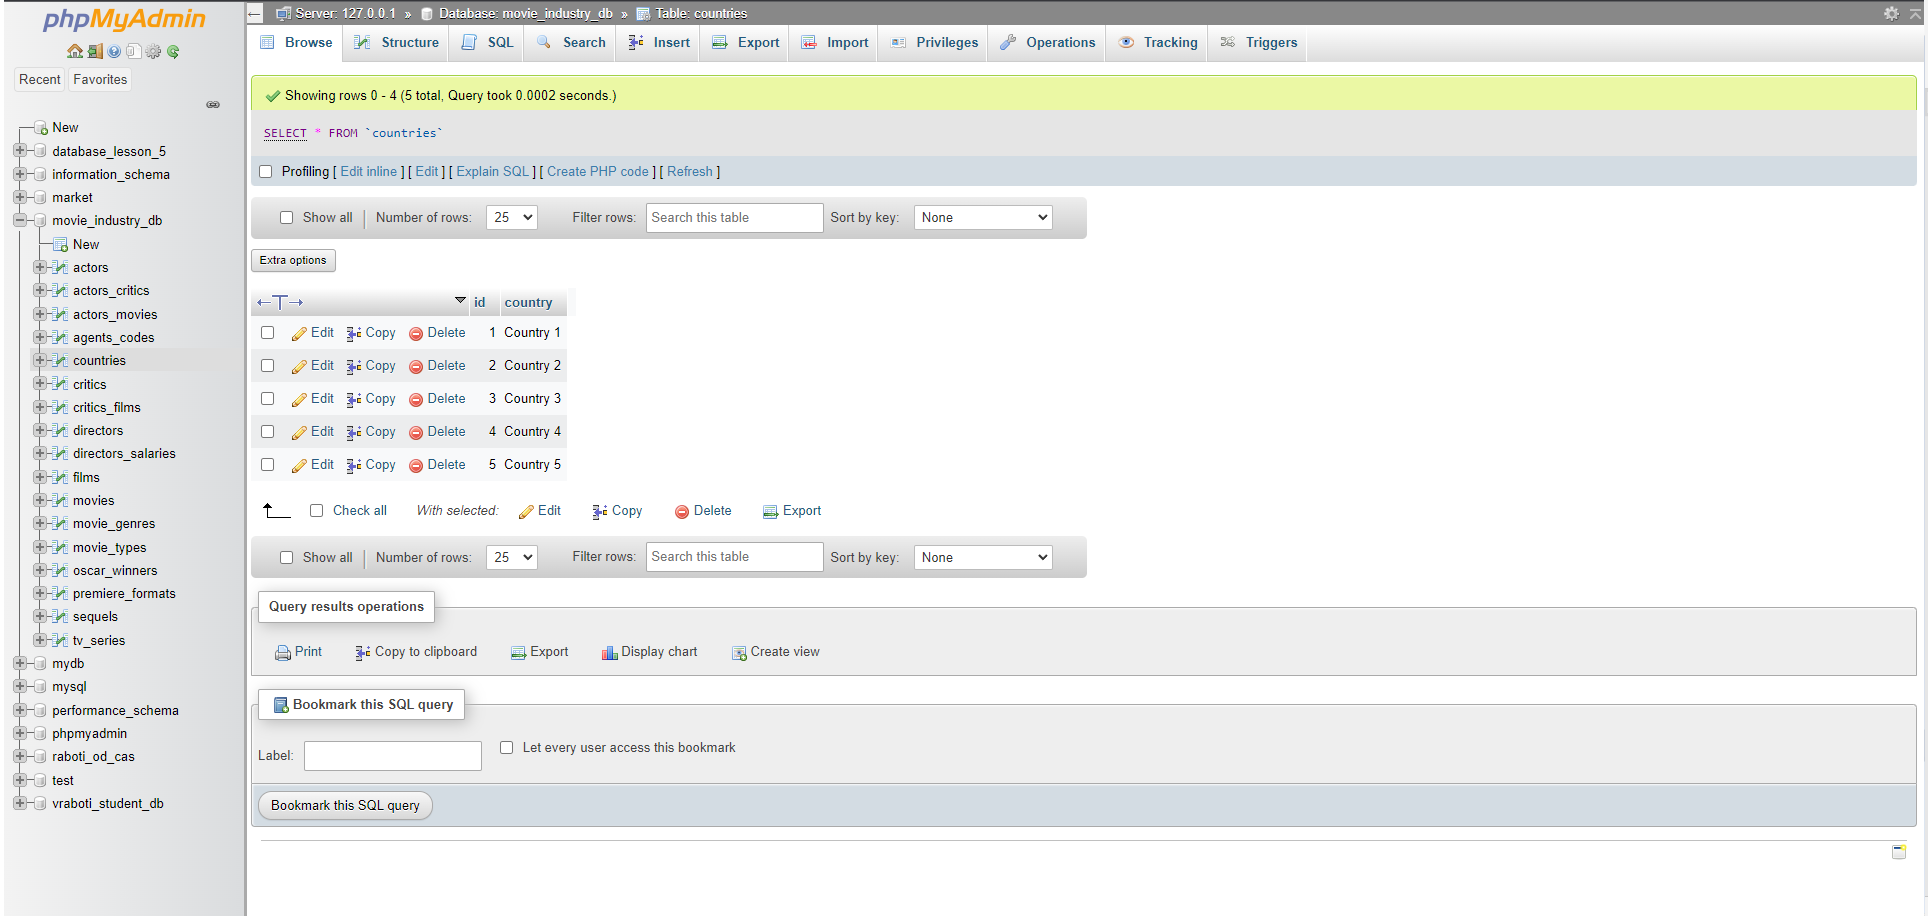 phpMyAdmin
Recent Favorites
New
database_lesson_5
information_schema
market
movie_industry_db
New
actors
actors_critics
actors_movies
agents_codes
countries
critics
critics_films
directors
directors_salaries
films
movies
movie_genres
movie_types
oscar_winners
premiere_formats
sequels
tv_series
mydb
mysql
performance_schema
phpmyadmin
raboti_od_cas
test
vraboti_student_db
Server: 127.0.0.1 » Database: movie_industry_db » Table: countries
Browse Structure SQL Search Insert Export Import Privileges Operations Tracking Triggers
Showing rows 0 - 4 (5 total, Query took 0.0002 seconds.)
SELECT * FROM `countries`
Profiling [ Edit inline ] [ Edit ] [ Explain SQL ] [ Create PHP code ] [ Refresh ]
Show all | Number of rows: 25 Filter rows: Search this table Sort by key: None
Extra options
←T→ id country
Edit Copy Delete 1 Country 1
Edit Copy Delete 2 Country 2
Edit Copy Delete 3 Country 3
Edit Copy Delete 4 Country 4
Edit Copy Delete 5 Country 5
Check all With selected: Edit Copy Delete Export
Show all | Number of rows: 25 Filter rows: Search this table Sort by key: None
Query results operations
Print Copy to clipboard Export Display chart Create view
Bookmark this SQL query
Label: Let every user access this bookmark
Bookmark this SQL query